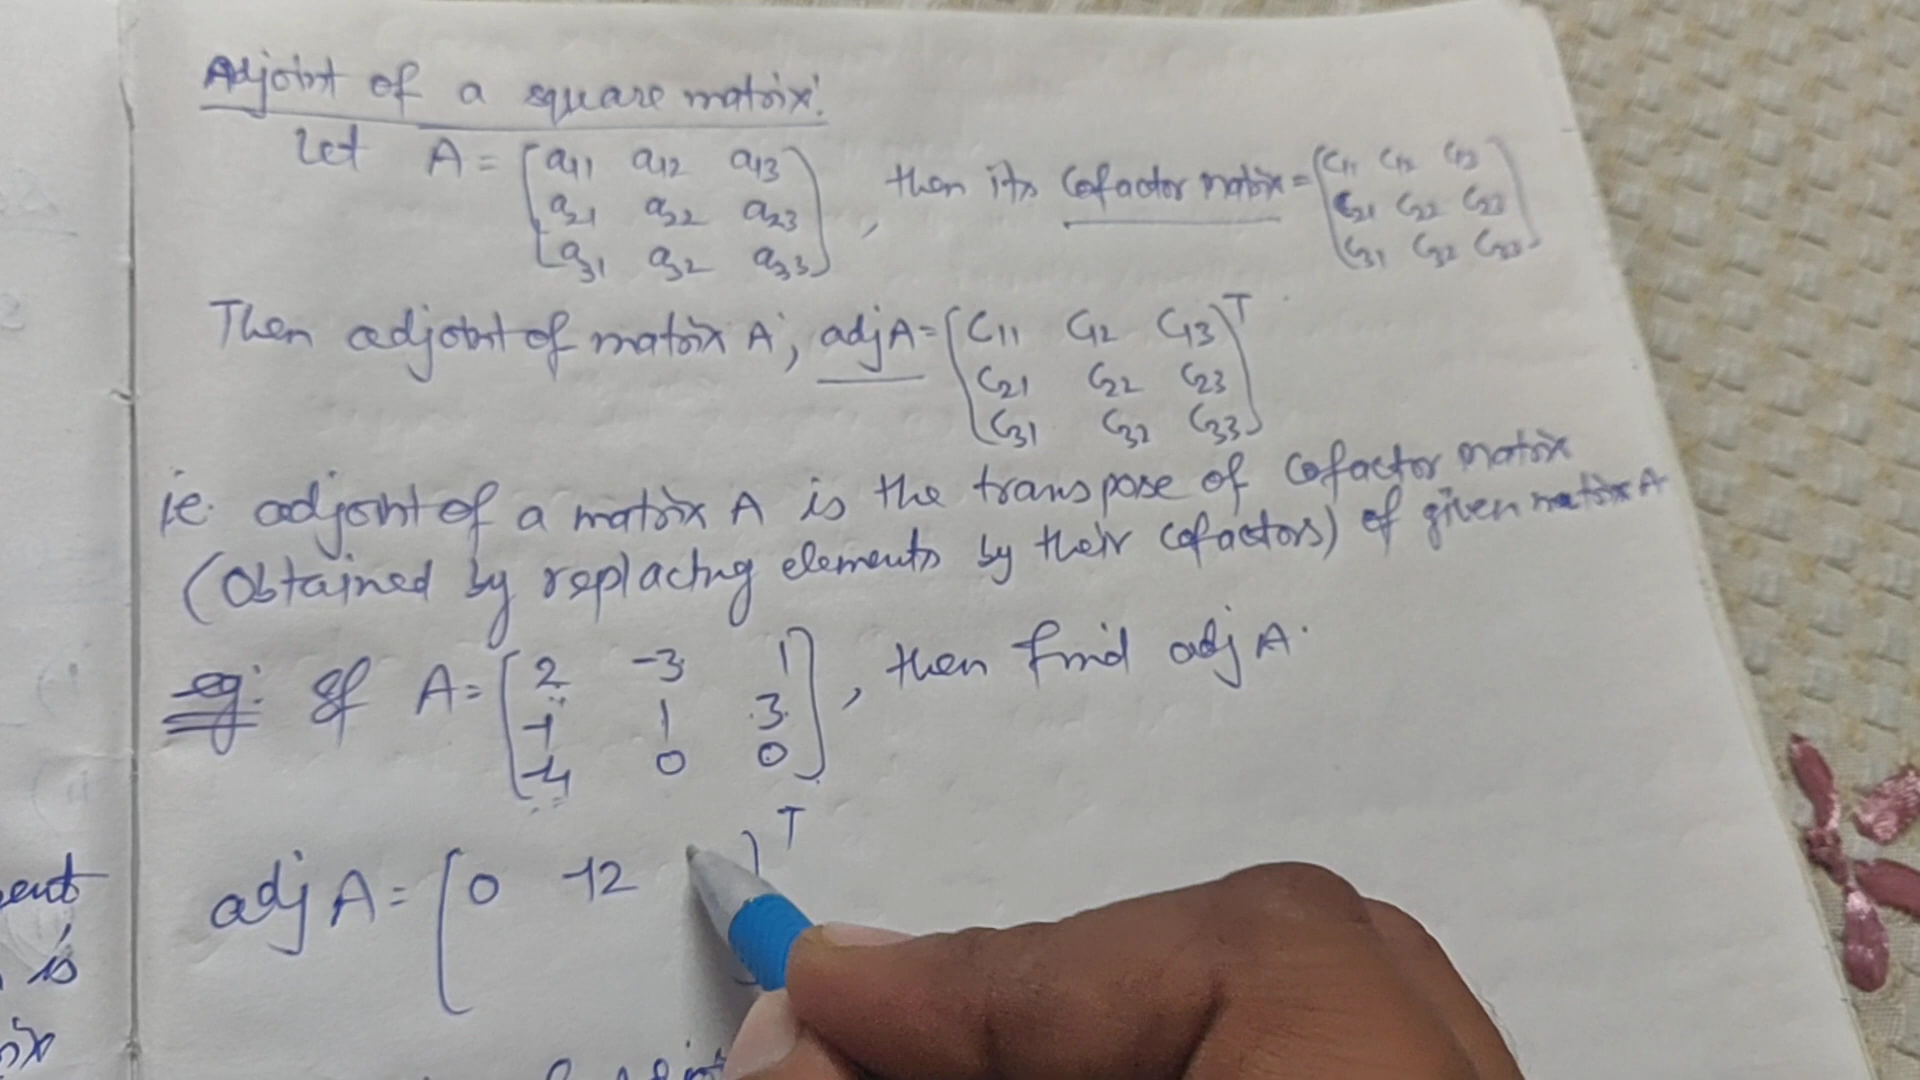 Adjoint of a square matrix:
Let A = [a11 a12 a13
a21 a22 a23
a31 a32 a33] , then its cofactor matrix = [C11 C12 C13
C21 C22 C23
C31 C32 C33]
Then adjoint of matrix A, adjA = [C11 C12 C13
C21 C22 C23
C31 C32 C33]T
ie. adjoint of a matrix A is the transpose of cofactor matrix
(obtained by replacing elements by their cofactors) of given matrix A
eg: If A = [2 -3 1
-1 1 3
-4 0 0] , then find adj A.
adj A = [0 -12 ]T
is